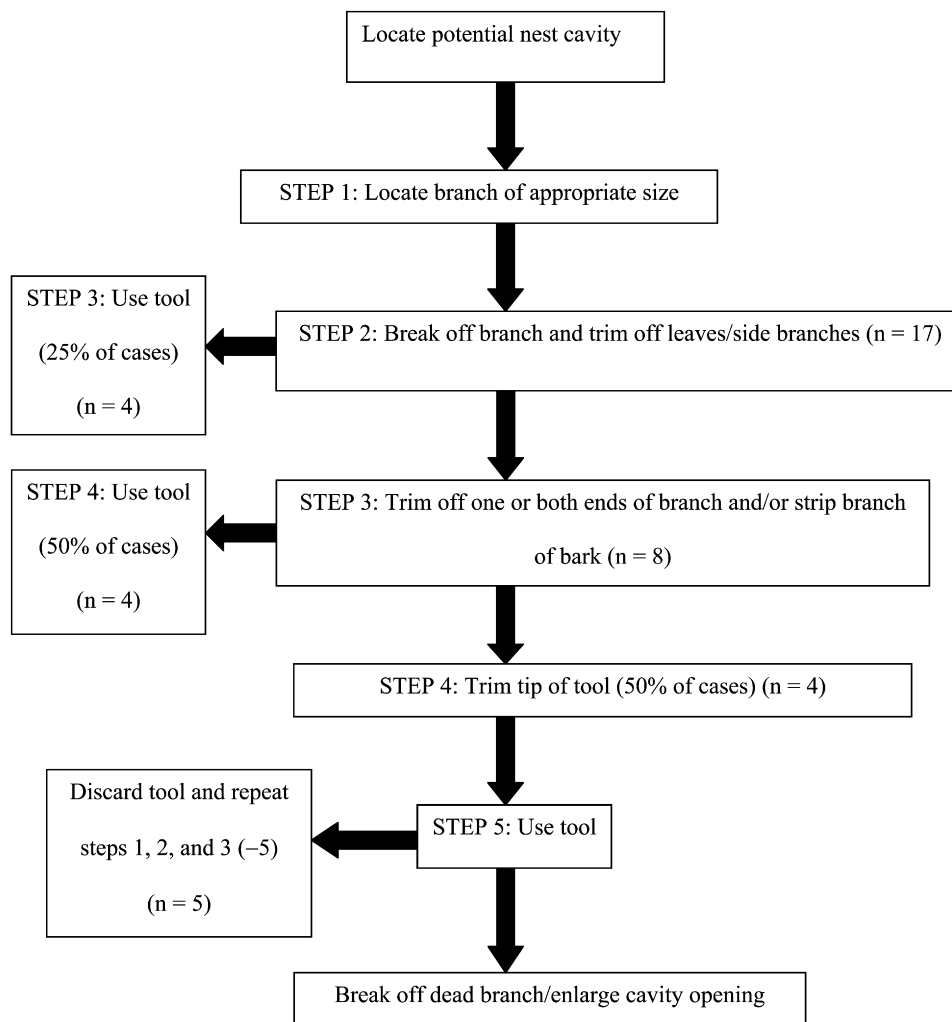 Locate potential nest cavity
STEP 1: Locate branch of appropriate size
STEP 2: Break off branch and trim off leaves/side branches (n = 17)
STEP 3: Use tool
(25% of cases)
(n = 4)
STEP 3: Trim off one or both ends of branch and/or strip branch
of bark (n = 8)
STEP 4: Use tool
(50% of cases)
(n = 4)
STEP 4: Trim tip of tool (50% of cases) (n = 4)
STEP 5: Use tool
Discard tool and repeat
steps 1, 2, and 3 (–5)
(n = 5)
Break off dead branch/enlarge cavity opening